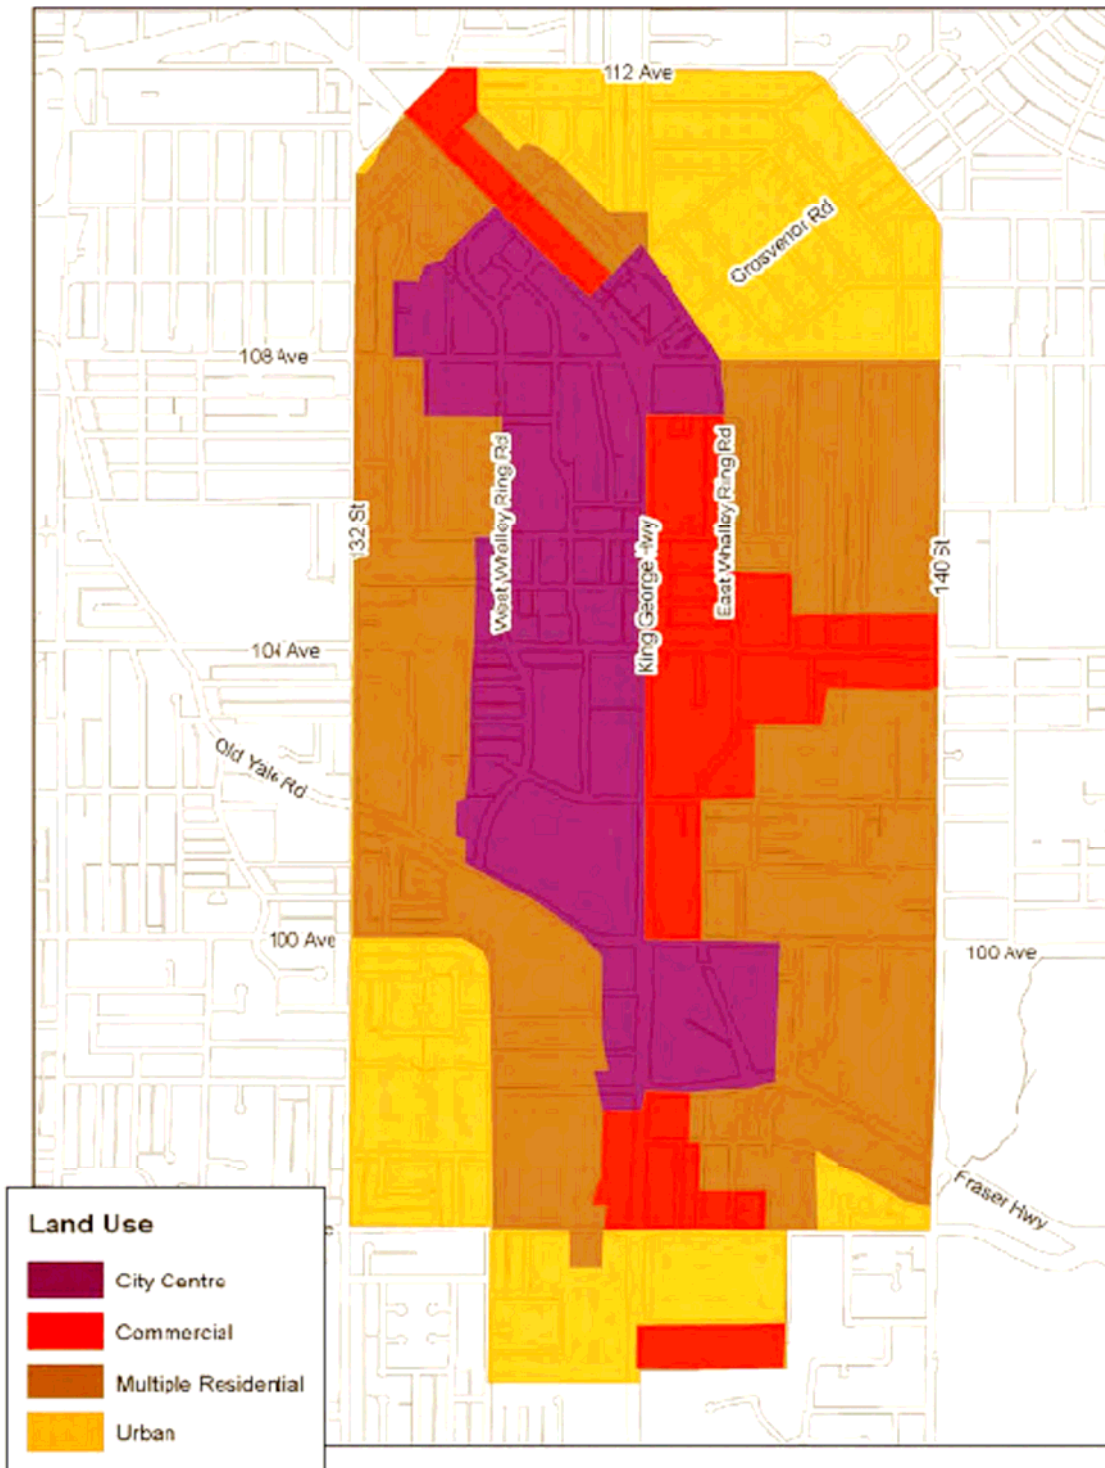 112 Ave
Grosvenor Rd
108 Ave
West Whalley Ring Rd
East Whalley Ring Rd
132 St
King George Hwy
140 St
104 Ave
Old Yale Rd
100 Ave
100 Ave
Fraser Hwy
Land Use
City Centre
Commercial
Multiple Residential
Urban